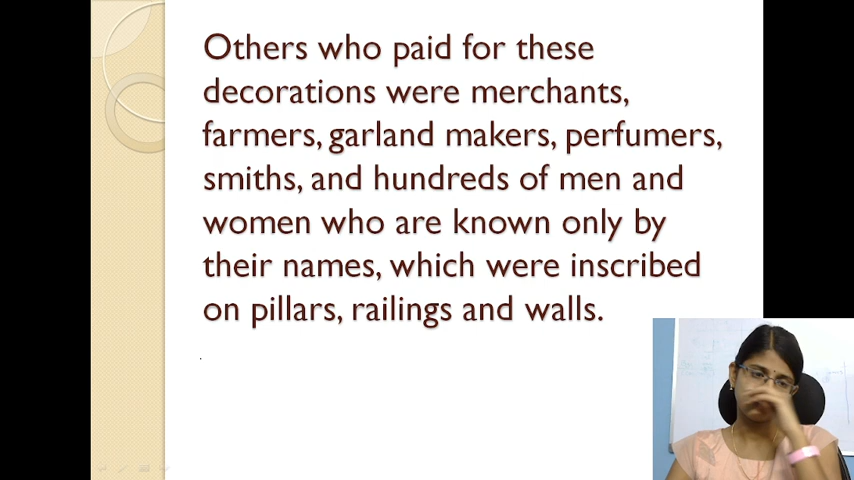 Others who paid for these
decorations were merchants,
farmers, garland makers, perfumers,
smiths, and hundreds of men and
women who are known only by
their names, which were inscribed
on pillars, railings and walls.
.